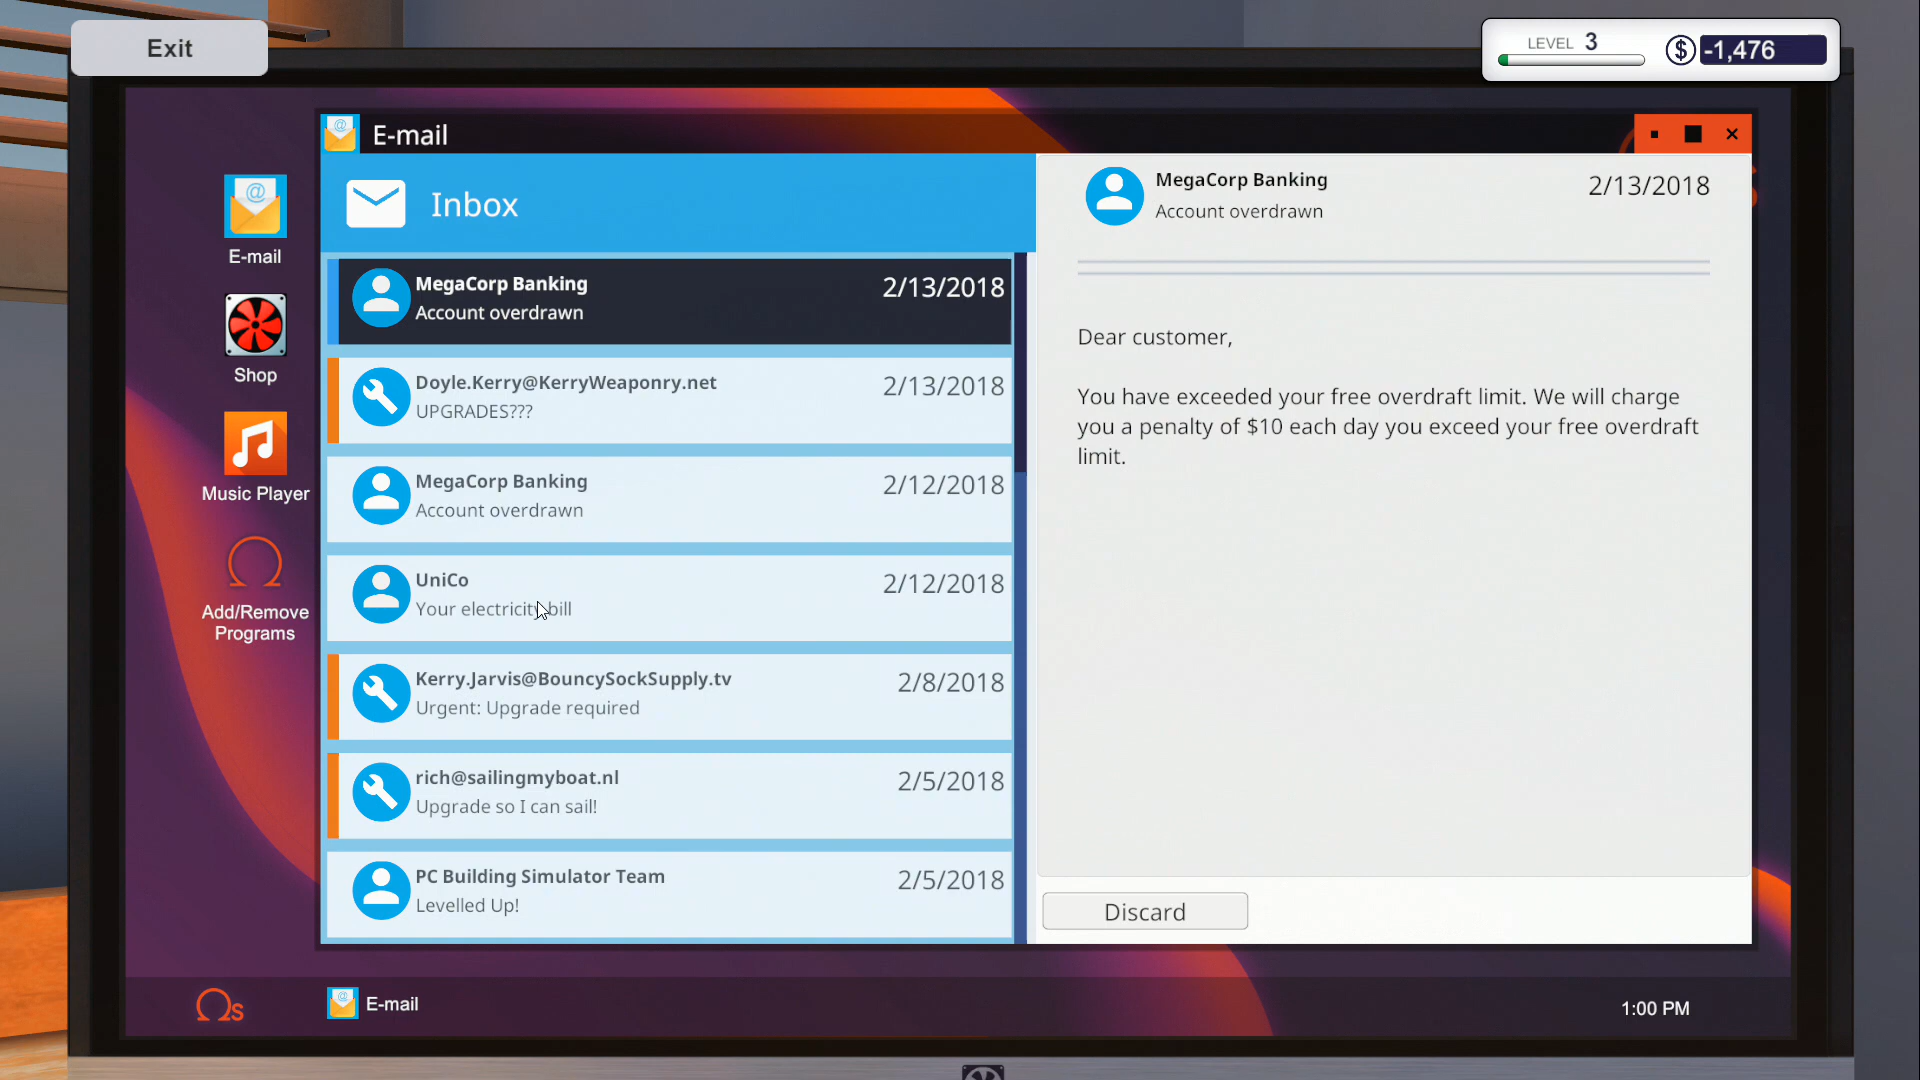 Exit
LEVEL 3
$ -1,476
E-mail
Inbox
MegaCorp Banking
2/13/2018
Account overdrawn
Doyle.Kerry@KerryWeaponry.net
2/13/2018
UPGRADES???
MegaCorp Banking
2/12/2018
Account overdrawn
UniCo
2/12/2018
Your electricity bill
Kerry.Jarvis@BouncySockSupply.tv
2/8/2018
Urgent: Upgrade required
rich@sailingmyboat.nl
2/5/2018
Upgrade so I can sail!
PC Building Simulator Team
2/5/2018
Levelled Up!
MegaCorp Banking
2/13/2018
Account overdrawn
Dear customer,
You have exceeded your free overdraft limit. We will charge
you a penalty of $10 each day you exceed your free overdraft
limit.
Discard
E-mail
Shop
Music Player
Add/Remove
Programs
Ωs
E-mail
1:00 PM